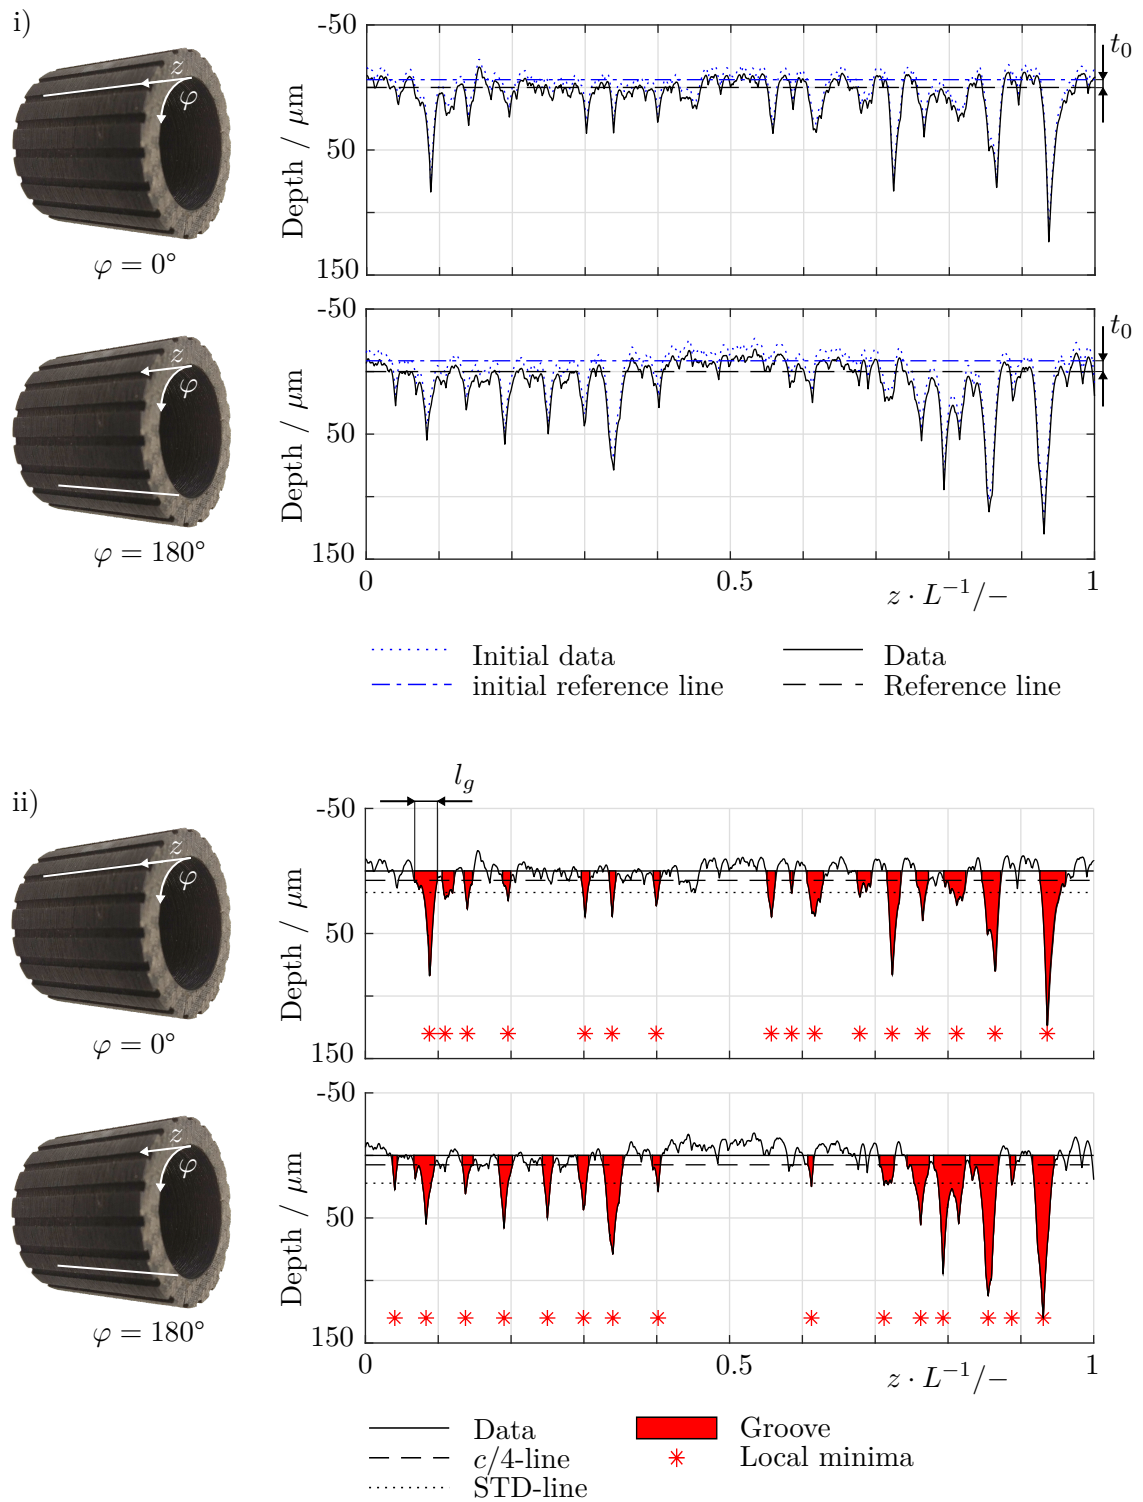 i)
z
φ
φ = 0°
-50
50
150
Depth / μm
t₀
z
φ
φ = 180°
-50
50
150
Depth / μm
t₀
0 0.5 1
z · L⁻¹/−
Initial data
initial reference line
Data
Reference line
ii)
l_g
z
φ
φ = 0°
-50
50
150
Depth / μm
z
φ
φ = 180°
-50
50
150
Depth / μm
0 0.5 1
z · L⁻¹/−
Data
c/4-line
STD-line
Groove
Local minima